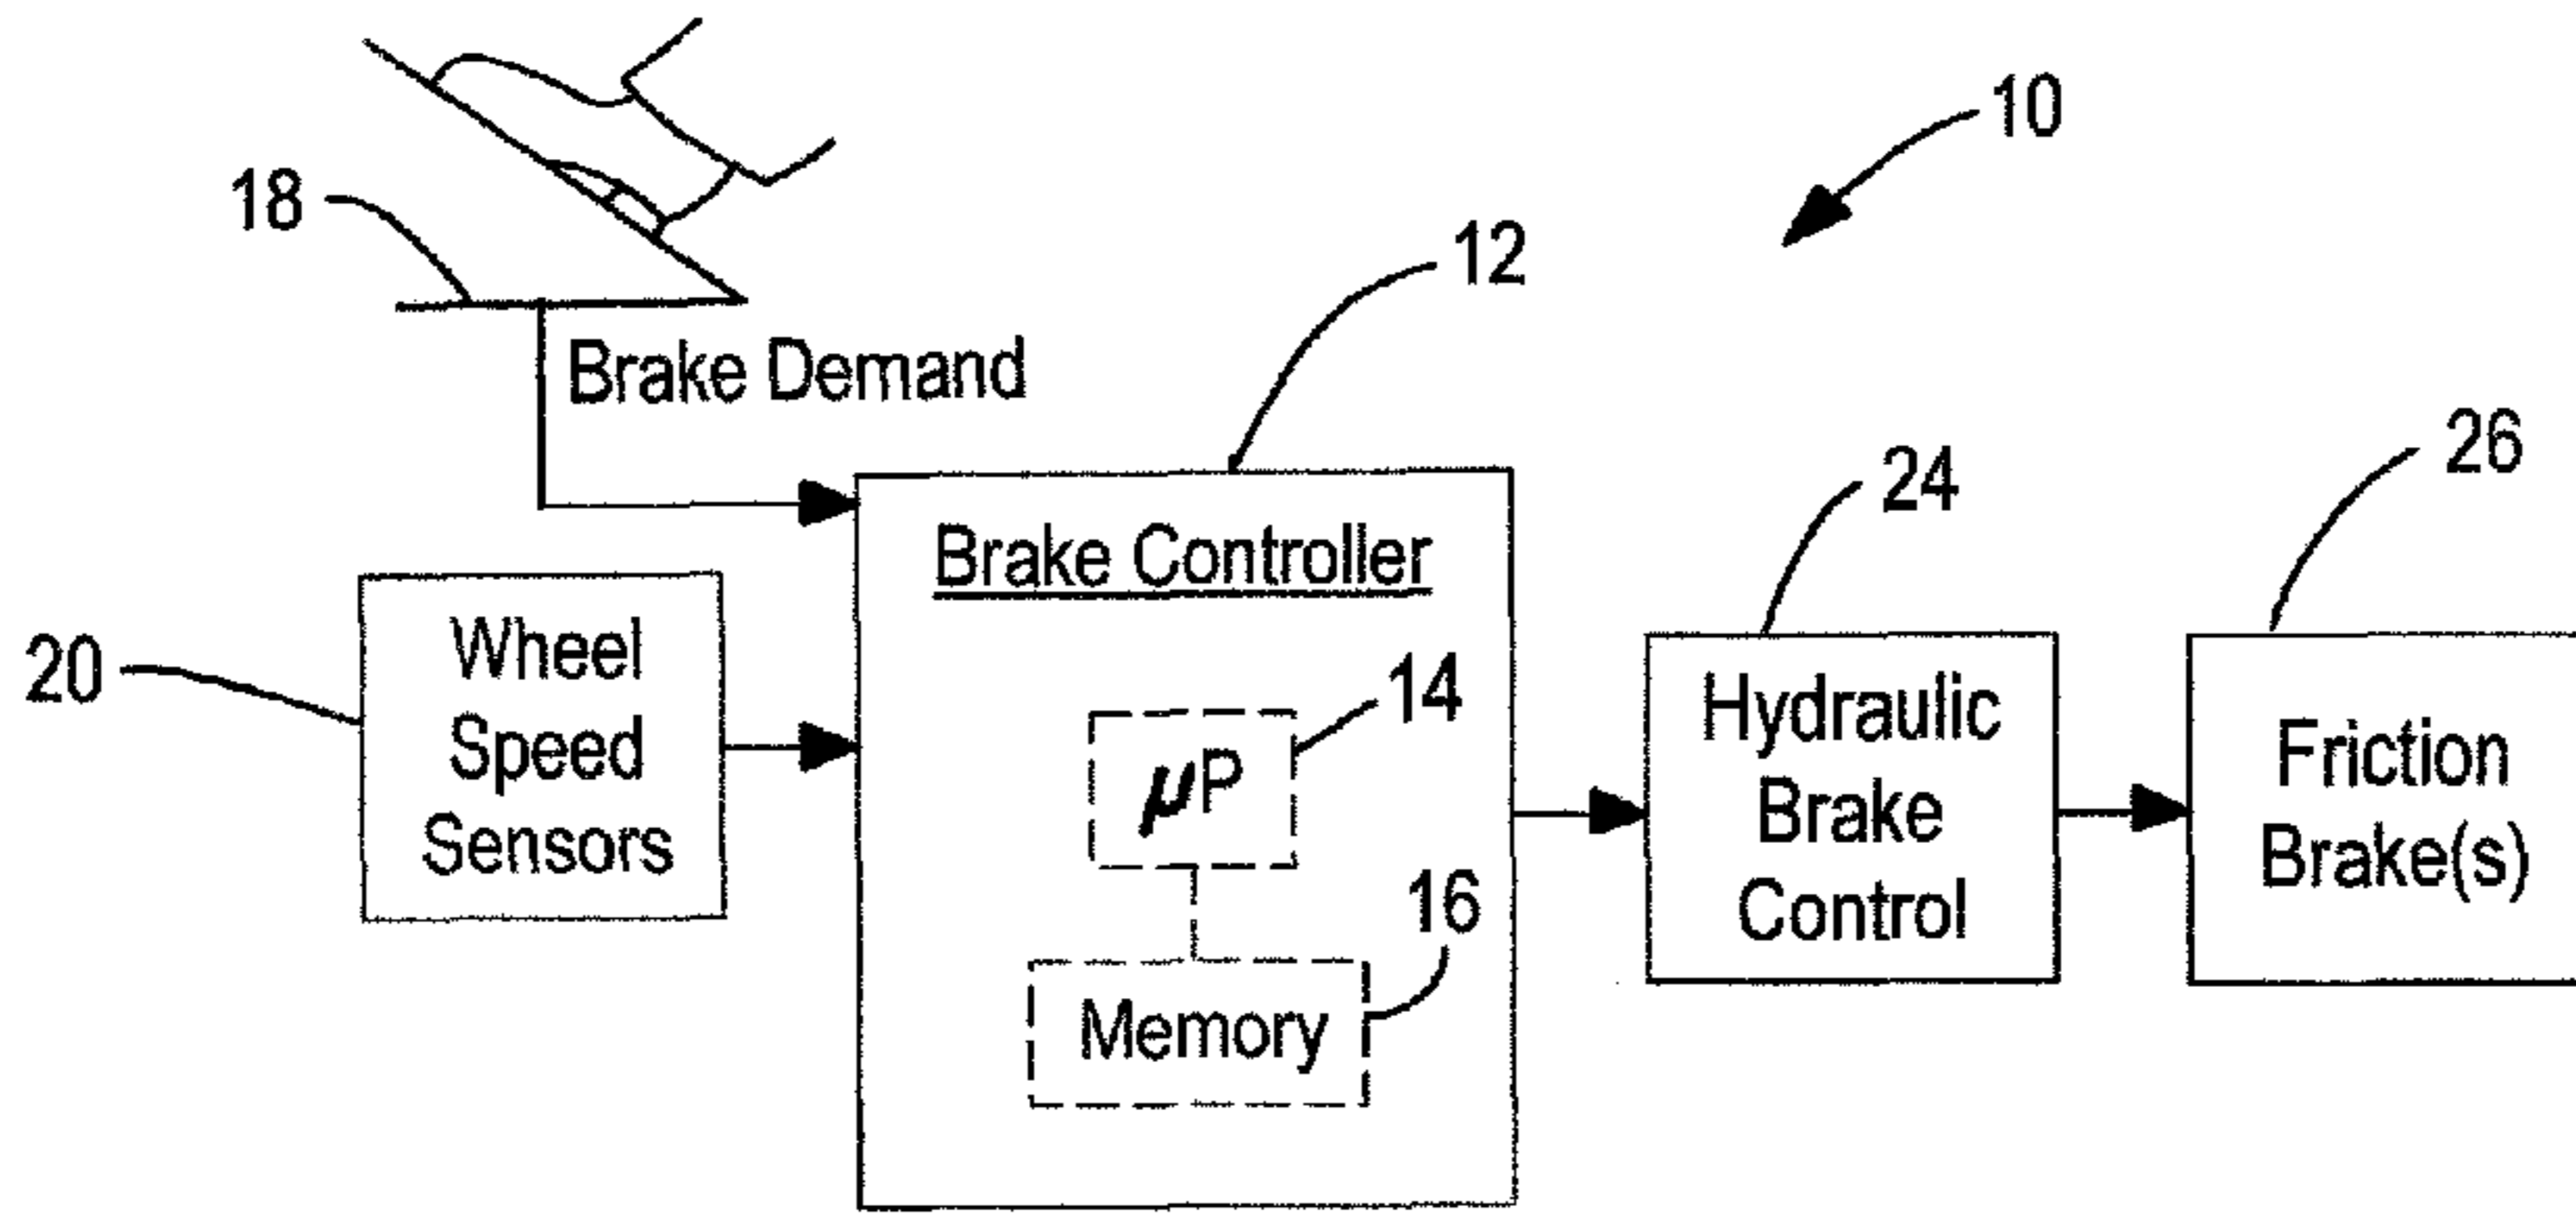 10
18
12
Brake Demand
26
24
Brake Controller
20
Wheel
Speed
Sensors
14
μP
Hydraulic
Brake
Control
Friction
Brake(s)
16
Memory